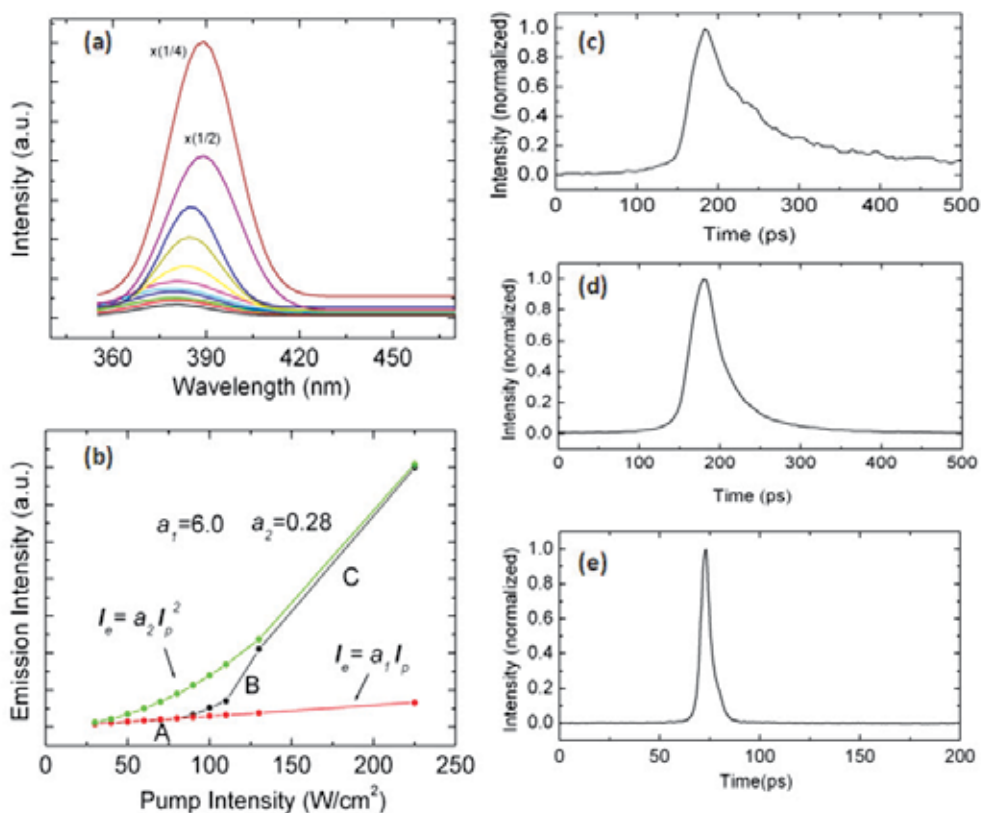 (a)
x(1/4)
x(1/2)
Intensity (a.u.)
360 390 420 450
Wavelength (nm)
(b)
a₁=6.0 a₂=0.28
Iₑ = a₂ Iₚ²
Iₑ = a₁ Iₚ
A
B
C
Emission Intensity (a.u.)
0 50 100 150 200 250
Pump Intensity (W/cm²)
(c)
Intensity (normalized)
1.0
0.8
0.6
0.4
0.2
0.0
0 100 200 300 400 500
Time (ps)
(d)
Intensity (normalized)
1.0
0.8
0.6
0.4
0.2
0.0
0 100 200 300 400 500
Time (ps)
(e)
Intensity (normalized)
1.0
0.8
0.6
0.4
0.2
0.0
0 50 100 150 200
Time(ps)